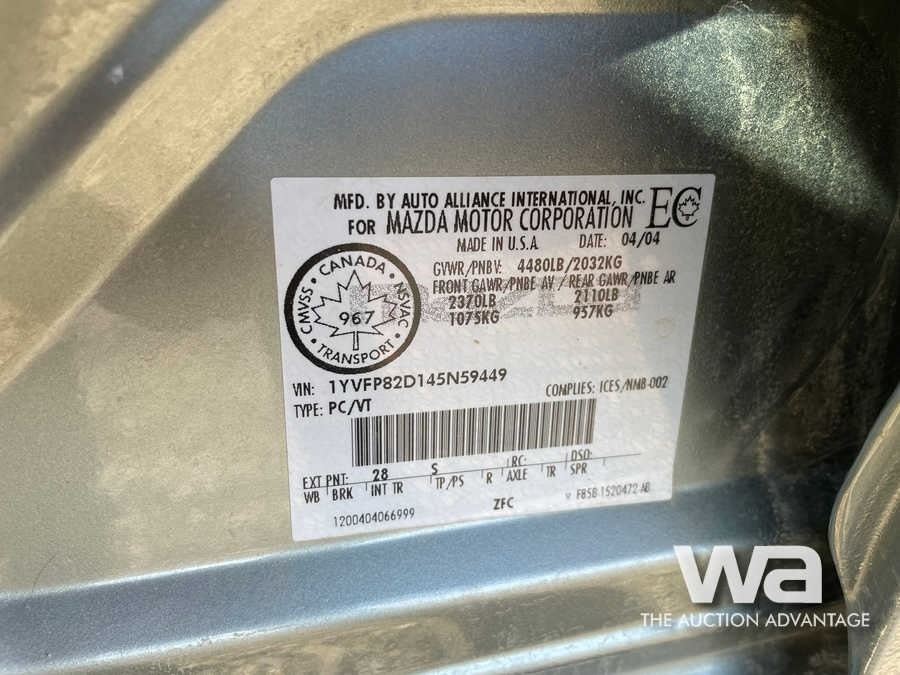 MFD. BY AUTO ALLIANCE INTERNATIONAL, INC.
FOR MAZDA MOTOR CORPORATION EC
MADE IN U.S.A. DATE: 04/04
GVWR/PNBV: 4480LB/2032KG
FRONT GAWR/PNBE AV / REAR GAWR/PNBE AR
2370LB 2110LB
1075KG 957KG
CANADA
CMVSS NSVAC
967
TRANSPORT
VIN: 1YVFP82D145N59449
TYPE: PC/VT COMPLIES: ICES/NMB-002
EXT PNT: 28 S RC: DSO:
WB BRK INT TR TP/PS R AXLE TR SPR
1200404066999 ZFC F85B-1520472-AB
wa
THE AUCTION ADVANTAGE